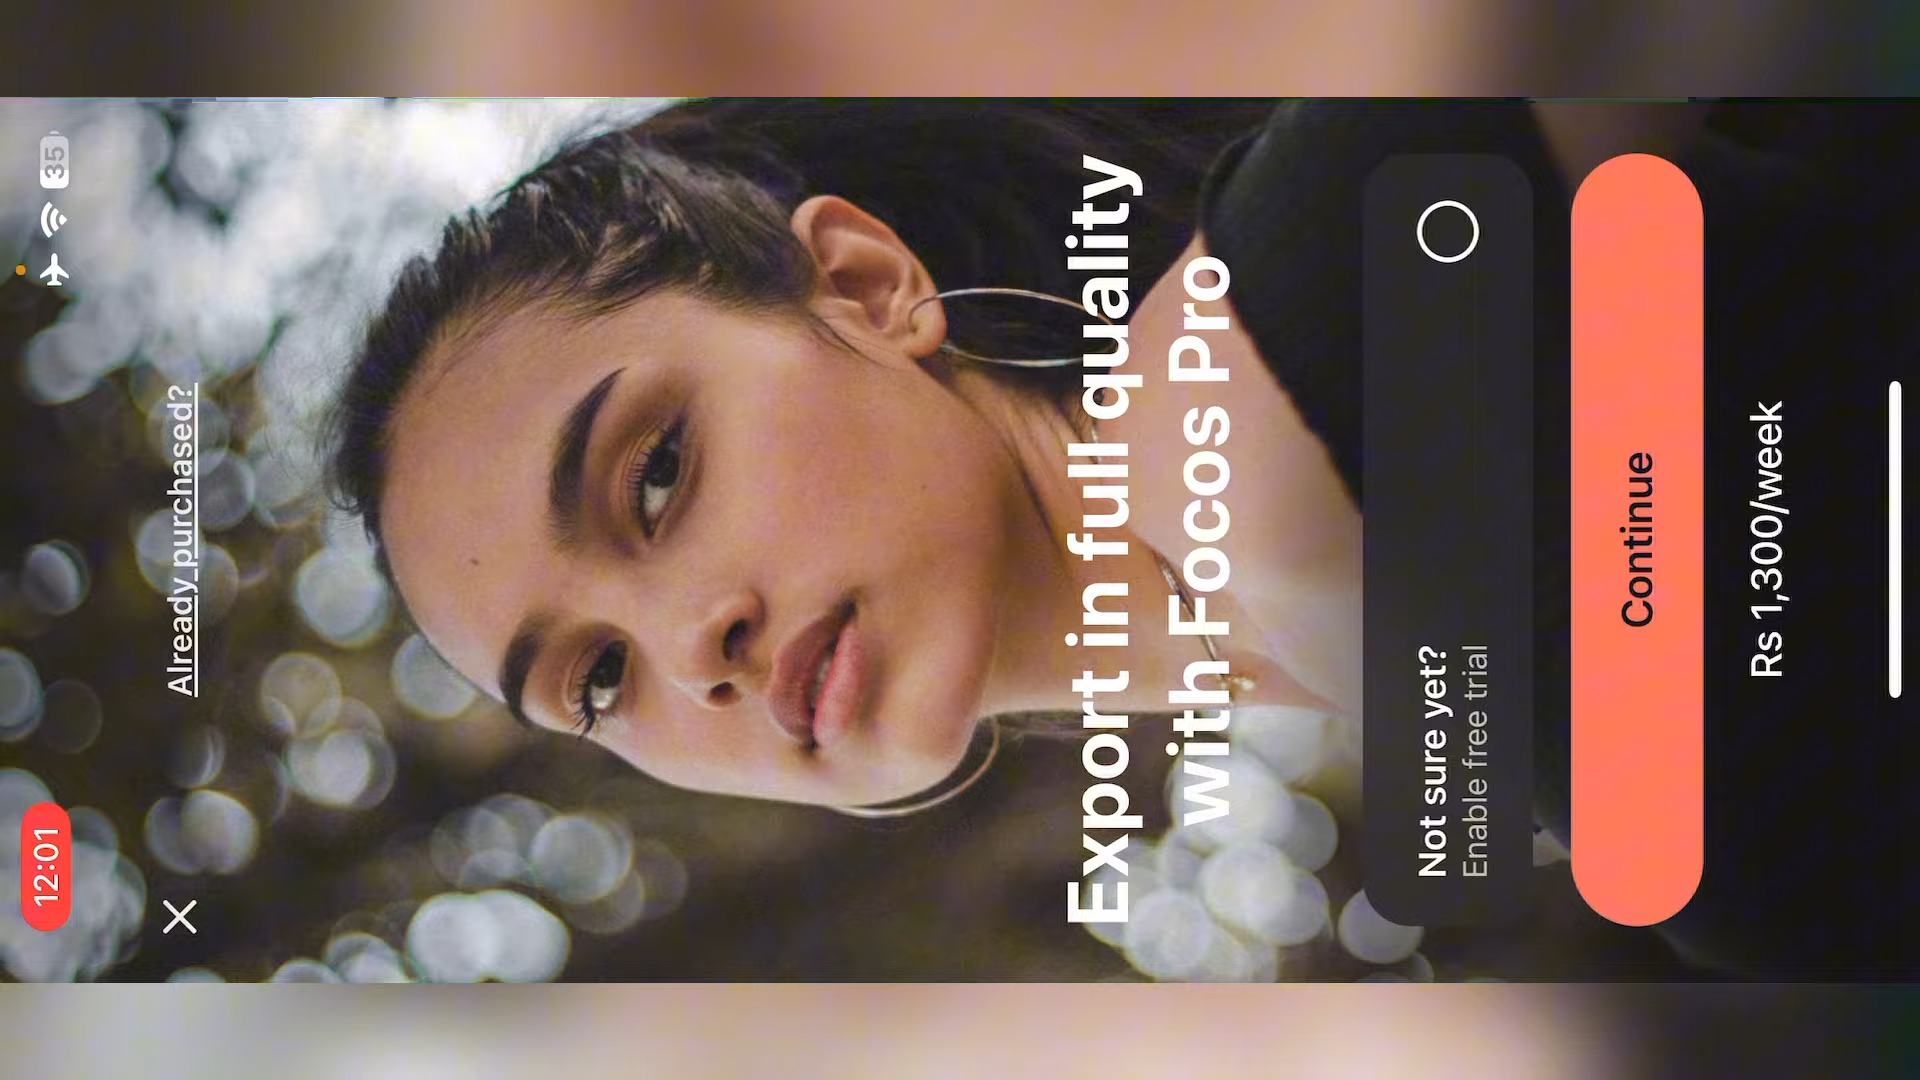 12:01
35
Already purchased?
Export in full quality
with Focos Pro
Not sure yet?
Enable free trial
Continue
Rs 1,300/week